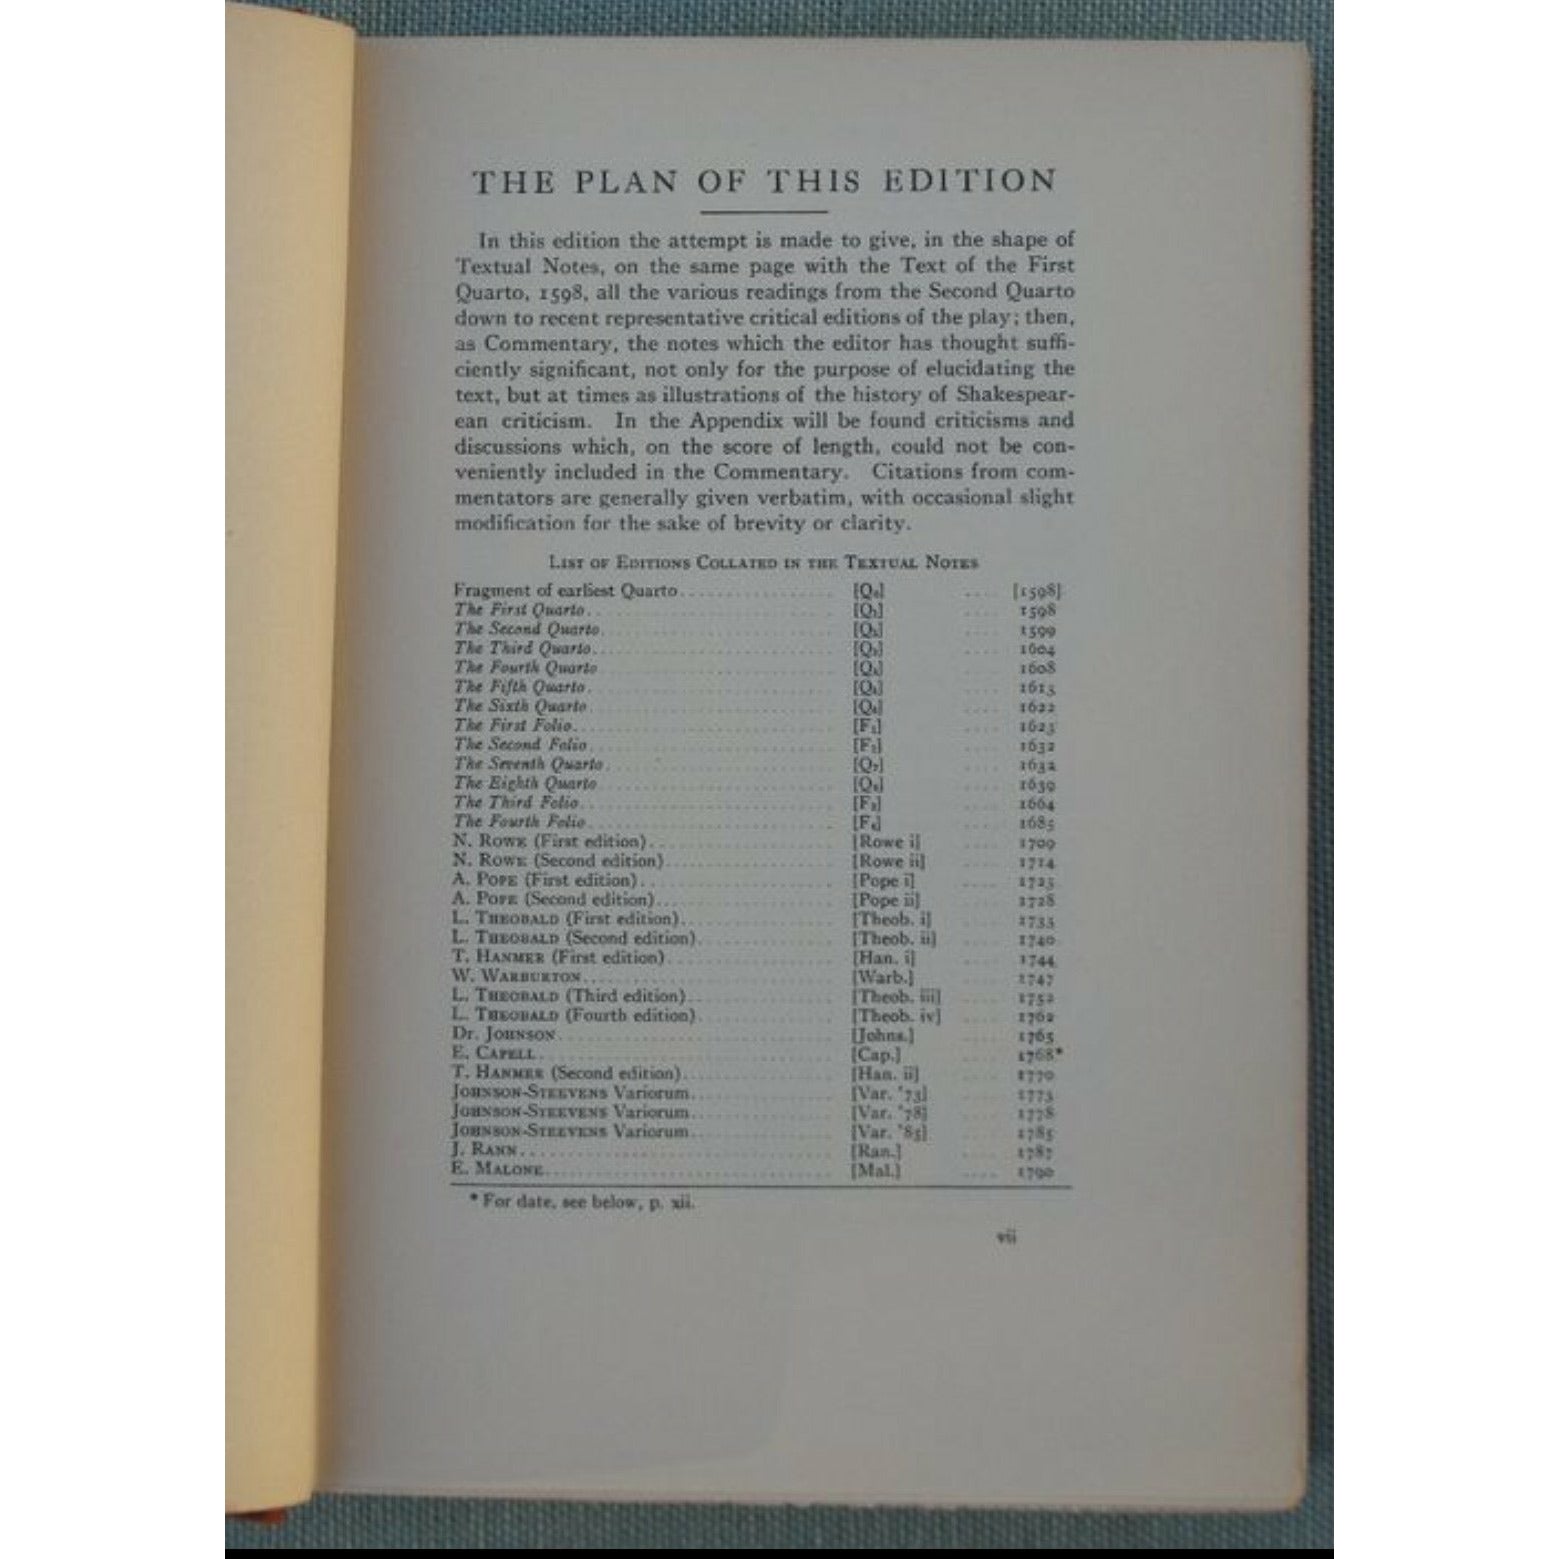 THE PLAN OF THIS EDITION
In this edition the attempt is made to give, in the shape of
Textual Notes, on the same page with the Text of the First
Quarto, 1598, all the various readings from the Second Quarto
down to recent representative critical editions of the play; then,
as Commentary, the notes which the editor has thought suffi-
ciently significant, not only for the purpose of elucidating the
text, but at times as illustrations of the history of Shakespear-
ean criticism. In the Appendix will be found criticisms and
discussions which, on the score of length, could not be con-
veniently included in the Commentary. Citations from com-
mentators are generally given verbatim, with occasional slight
modification for the sake of brevity or clarity.
LIST OF EDITIONS COLLATED IN THE TEXTUAL NOTES
Fragment of earliest Quarto ........ [Q₀] .... [1598]
The First Quarto ........ [Q₁] .... 1598
The Second Quarto ........ [Q₂] .... 1599
The Third Quarto ........ [Q₃] .... 1604
The Fourth Quarto ........ [Q₄] .... 1608
The Fifth Quarto ........ [Q₅] .... 1613
The Sixth Quarto ........ [Q₆] .... 1622
The First Folio ........ [F₁] .... 1623
The Second Folio ........ [F₂] .... 1632
The Seventh Quarto ........ [Q₇] .... 1632
The Eighth Quarto ........ [Q₈] .... 1639
The Third Folio ........ [F₃] .... 1664
The Fourth Folio ........ [F₄] .... 1685
N. ROWE (First edition) ........ [Rowe i] .... 1709
N. ROWE (Second edition) ........ [Rowe ii] .... 1714
A. POPE (First edition) ........ [Pope i] .... 1723
A. POPE (Second edition) ........ [Pope ii] .... 1728
L. THEOBALD (First edition) ........ [Theob. i] .... 1733
L. THEOBALD (Second edition) ........ [Theob. ii] .... 1740
T. HANMER (First edition) ........ [Han. i] .... 1744
W. WARBURTON ........ [Warb.] .... 1747
L. THEOBALD (Third edition) ........ [Theob. iii] .... 1752
L. THEOBALD (Fourth edition) ........ [Theob. iv] .... 1762
Dr. JOHNSON ........ [Johns.] .... 1765
E. CAPELL ........ [Cap.] .... 1768*
T. HANMER (Second edition) ........ [Han. ii] .... 1770
JOHNSON-STEEVENS Variorum ........ [Var. '73] .... 1773
JOHNSON-STEEVENS Variorum ........ [Var. '78] .... 1778
JOHNSON-STEEVENS Variorum ........ [Var. '85] .... 1785
J. RANN ........ [Ran.] .... 1787
E. MALONE ........ [Mal.] .... 1790
* For date, see below, p. xii.
vii